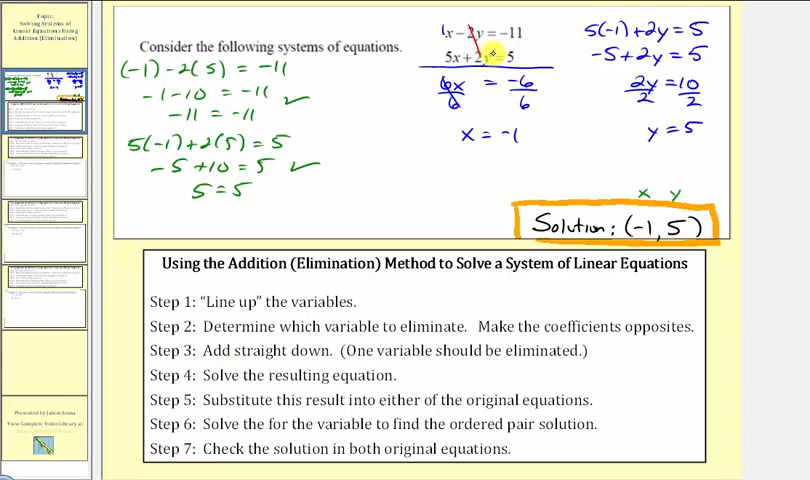 Topic:
Solving Systems of
Linear Equations Using
Addition (Elimination)
Presented by James Sousa
View Complete Video Library at
Consider the following systems of equations.
1x − 2y = −11
5x + 2y = 5
6x/6 = −6/6
x = −1
5(-1) + 2y = 5
−5 + 2y = 5
2y/2 = 10/2
y = 5
(−1) − 2(5) = −11
−1 − 10 = −11 ✓
−11 = −11
5(−1) + 2(5) = 5
−5 + 10 = 5 ✓
5 = 5
x y
Solution: (−1, 5)
Using the Addition (Elimination) Method to Solve a System of Linear Equations
Step 1: “Line up” the variables.
Step 2: Determine which variable to eliminate. Make the coefficients opposites.
Step 3: Add straight down. (One variable should be eliminated.)
Step 4: Solve the resulting equation.
Step 5: Substitute this result into either of the original equations.
Step 6: Solve the for the variable to find the ordered pair solution.
Step 7: Check the solution in both original equations.